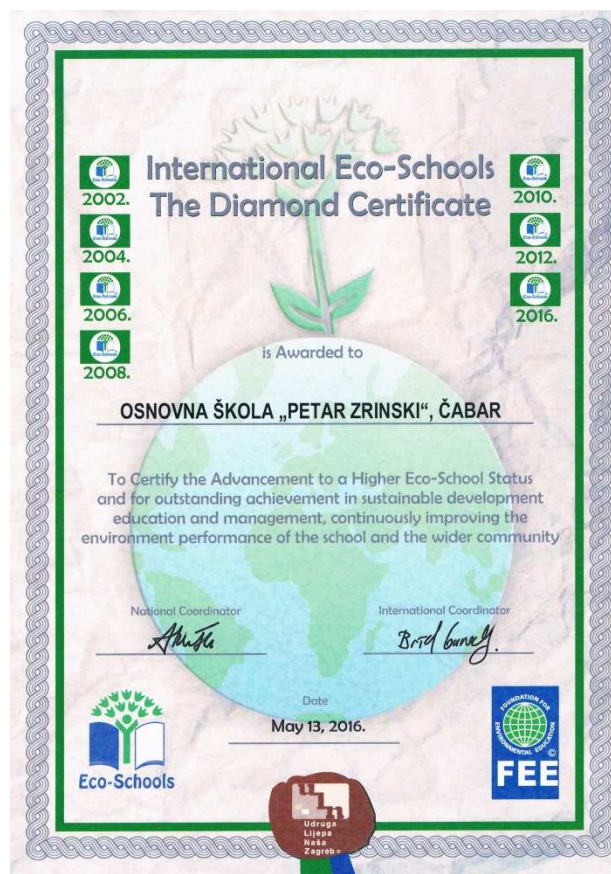 International Eco-Schools
The Diamond Certificate
2002.
2004.
2006.
2008.
2010.
2012.
2016.
is Awarded to
OSNOVNA ŠKOLA „PETAR ZRINSKI“, ČABAR
To Certify the Advancement to a Higher Eco-School Status
and for outstanding achievement in sustainable development
education and management, continuously improving the
environment performance of the school and the wider community
National Coordinator
International Coordinator
Date
May 13, 2016.
Eco-Schools
FOUNDATION FOR
ENVIRONMENTAL EDUCATION
©
FEE
Udruga
Lijepa
Naša
Zagreb